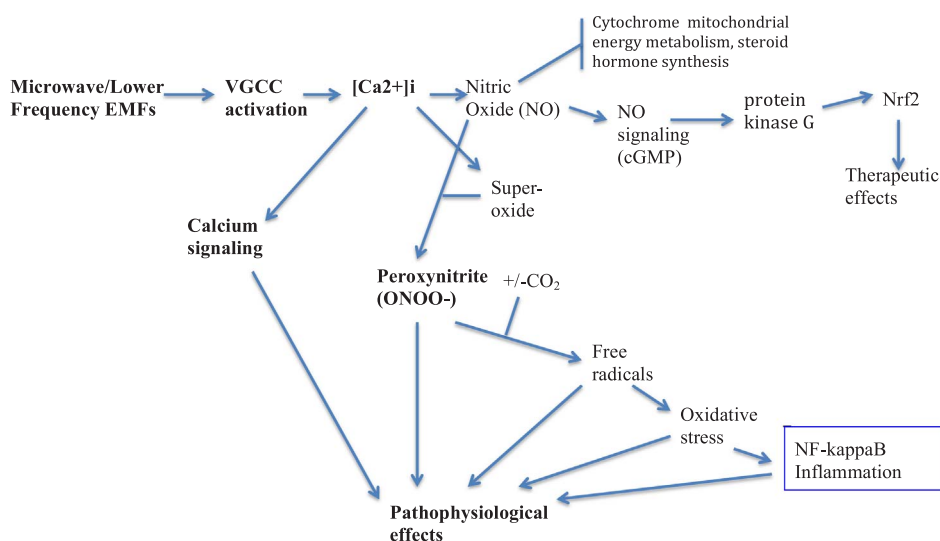 Cytochrome mitochondrial
energy metabolism, steroid
hormone synthesis
Microwave/Lower
Frequency EMFs
VGCC
activation
[Ca2+]i
Nitric
Oxide (NO)
NO
signaling
(cGMP)
protein
kinase G
Nrf2
Therapeutic
effects
Super-
oxide
Calcium
signaling
Peroxynitrite
(ONOO-)
+/-CO₂
Free
radicals
Oxidative
stress
NF-kappaB
Inflammation
Pathophysiological
effects